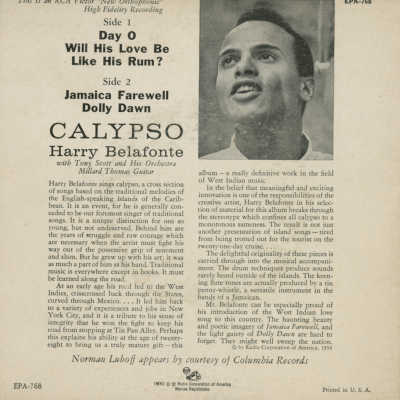 This is an RCA Victor "New Orthophonic"
High Fidelity Recording
EPA-768
Side 1
Day O
Will His Love Be
Like His Rum?
Side 2
Jamaica Farewell
Dolly Dawn
CALYPSO
Harry Belafonte
with Tony Scott and His Orchestra
Millard Thomas Guitar
Harry Belafonte sings calypso, a cross section
of songs based on the traditional melodies of
the English-speaking islands of the Carib-
bean. It is an event, for he is generally con-
ceded to be our foremost singer of traditional
songs. It is a unique distinction for one so
young, but not undeserved. Behind him are
the years of struggle and raw courage which
are necessary when the artist must fight his
way out of the possessive grip of tenement
and slum. But he grew up with his art; it was
as much a part of him as his hand. Traditional
music is everywhere except in books. It must
be learned along the road.
At an early age his road led to the West
Indies, crisscrossed back through the States,
curved through Mexico. . . . It led him back
to a variety of experiences and jobs in New
York City, and it is a tribute to his sense of
integrity that he won the fight to keep his
road from stopping at Tin Pan Alley. Perhaps
this explains his ability at the age of twenty-
eight to bring us a truly mature gift – this
album – a really definitive work in the field
of West Indian music.
In the belief that meaningful and exciting
innovation is one of the responsibilities of the
creative artist, Harry Belafonte in his selec-
tion of material for this album breaks through
the stereotype which confines all calypso to a
monotonous sameness. The result is not just
another presentation of island songs – tired
from being trotted out for the tourist on the
twenty-one-day cruise. . . .
The delightful originality of these pieces is
carried through into the musical accompani-
ment. The drum techniques produce sounds
rarely heard outside of the islands. The keen-
ing flute tones are actually produced by a tin
penny-whistle, a versatile instrument in the
hands of a Jamaican.
Mr. Belafonte can be especially proud of
his introduction of the West Indian love
song to this country. The haunting beauty
and poetic imagery of Jamaica Farewell, and
the light gaiety of Dolly Dawn are hard to
forget. They might well sweep the nation.
© by Radio Corporation of America, 1956
Norman Luboff appears by courtesy of Columbia Records
EPA-768
TMKS ® © Radio Corporation of America
Marcas Registradas
Printed in U. S. A.